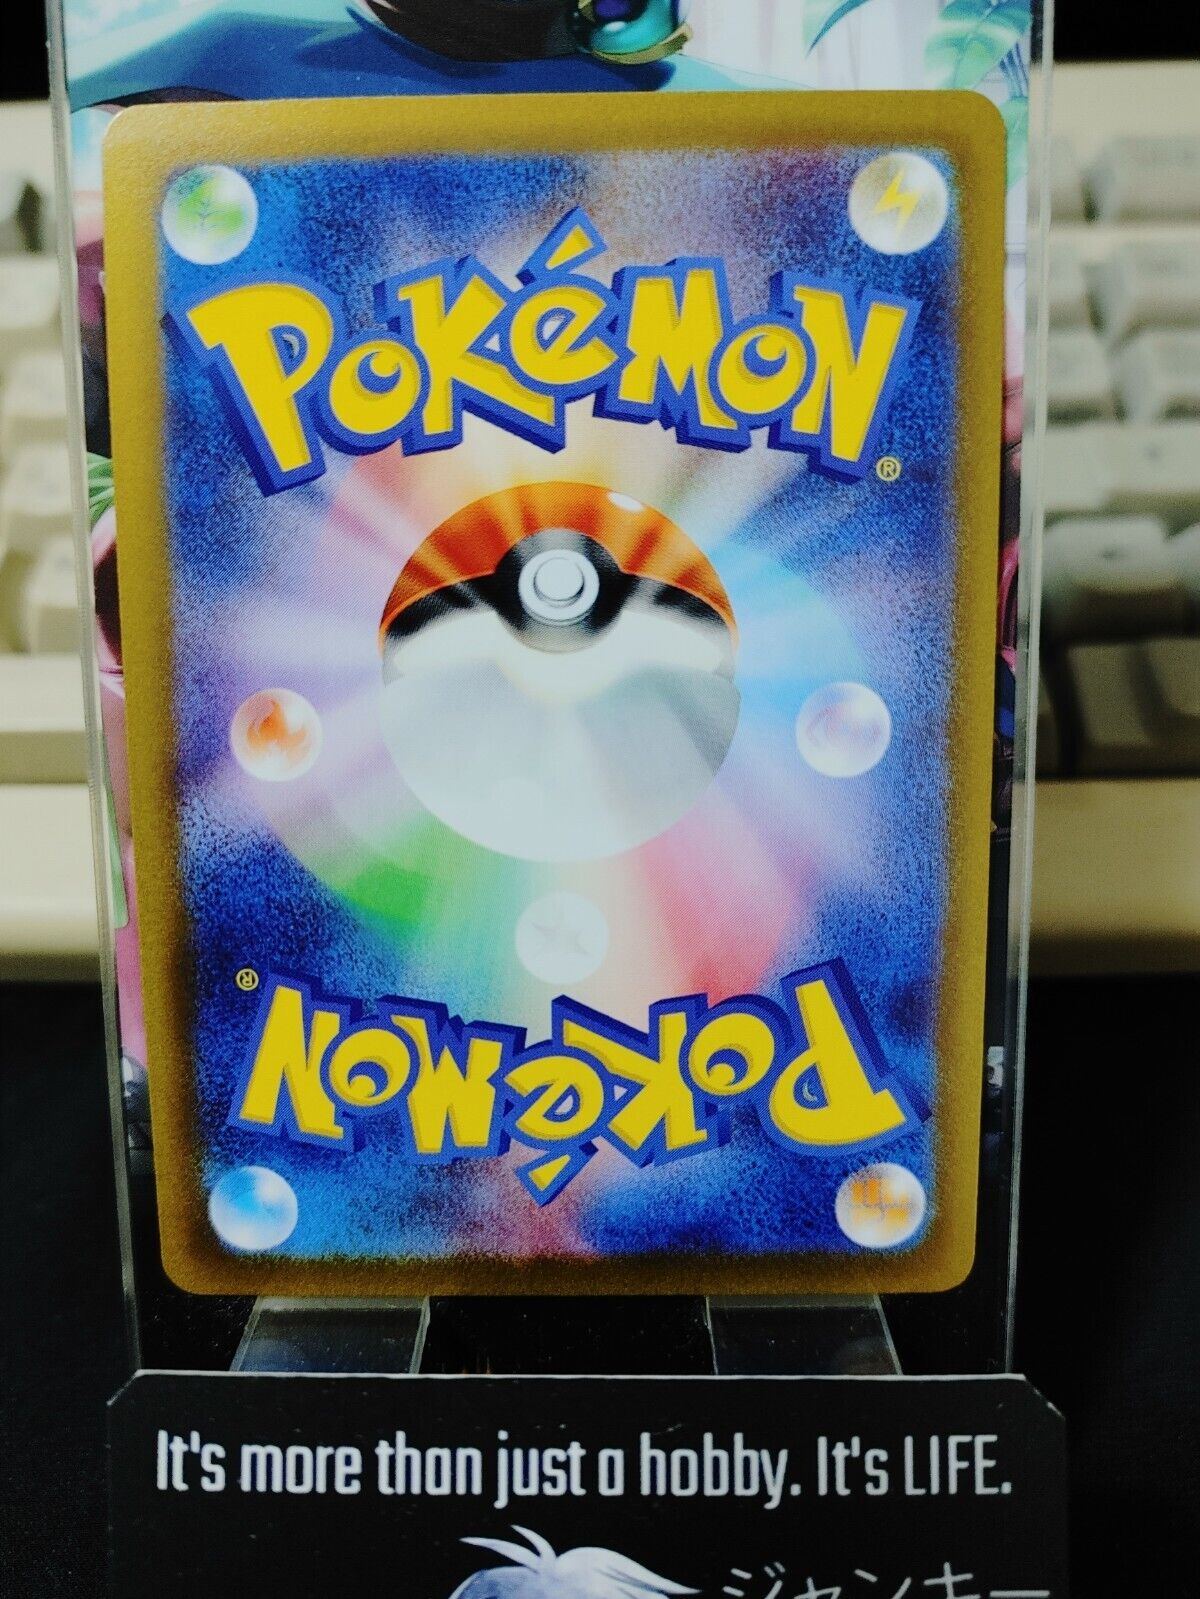 POKéMON
®
®
POKéMON
It's more than just a hobby. It's LIFE.
ジャンキー